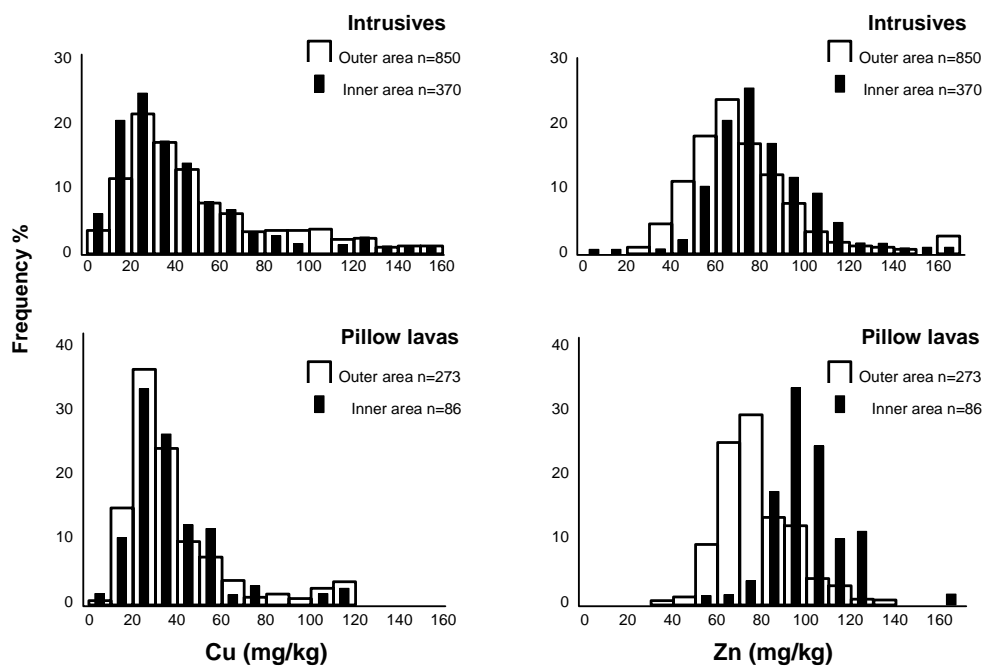 Intrusives
Outer area n=850
Inner area n=370
30
20
10
0
0 20 40 60 80 100 120 140 160
Intrusives
Outer area n=850
Inner area n=370
30
20
10
0
0 20 40 60 80 100 120 140 160
Frequency %
Pillow lavas
Outer area n=273
Inner area n=86
40
30
20
10
0
0 20 40 60 80 100 120 140 160
Cu (mg/kg)
Pillow lavas
Outer area n=273
Inner area n=86
40
30
20
10
0
0 20 40 60 80 100 120 140 160
Zn (mg/kg)